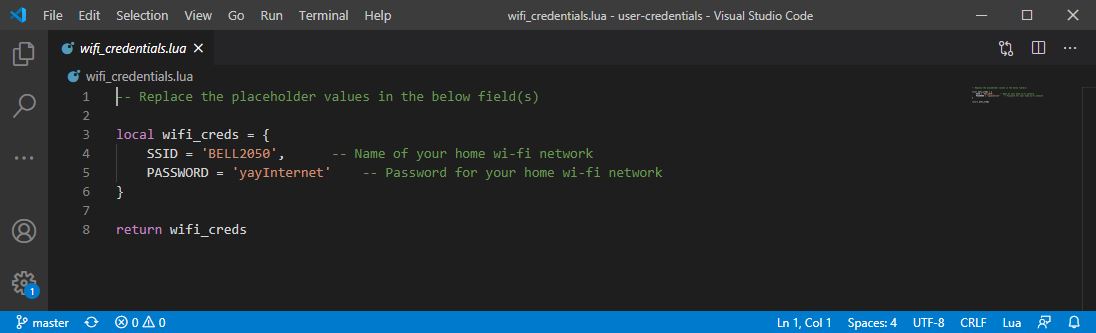 File Edit Selection View Go Run Terminal Help wifi_credentials.lua - user-credentials - Visual Studio Code
wifi_credentials.lua
wifi_credentials.lua
1 -- Replace the placeholder values in the below field(s)
2
3 local wifi_creds = {
4 SSID = 'BELL2050', -- Name of your home wi-fi network
5 PASSWORD = 'yayInternet' -- Password for your home wi-fi network
6 }
7
8 return wifi_creds
1
master 0 0 Ln 1, Col 1 Spaces: 4 UTF-8 CRLF Lua